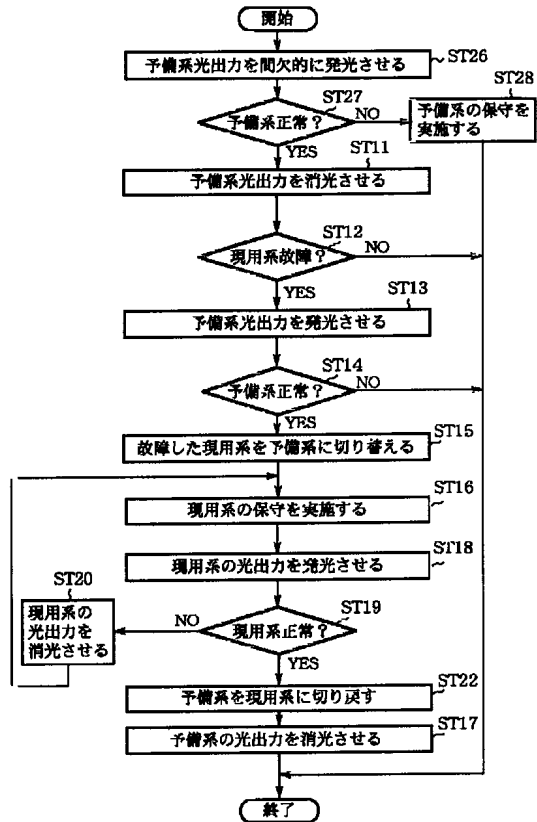 開始
予備系光出力を間欠的に発光させる
ST26
ST27
予備系正常?
NO
ST28
予備系の保守を
実施する
YES
ST11
予備系光出力を消光させる
ST12
現用系故障?
NO
YES
ST13
予備系光出力を発光させる
ST14
予備系正常?
NO
YES
ST15
故障した現用系を予備系に切り替える
ST16
現用系の保守を実施する
ST18
現用系の光出力を発光させる
ST20
現用系の
光出力を
消光させる
NO
ST19
現用系正常?
YES
ST22
予備系を現用系に切り戻す
ST17
予備系の光出力を消光させる
終了